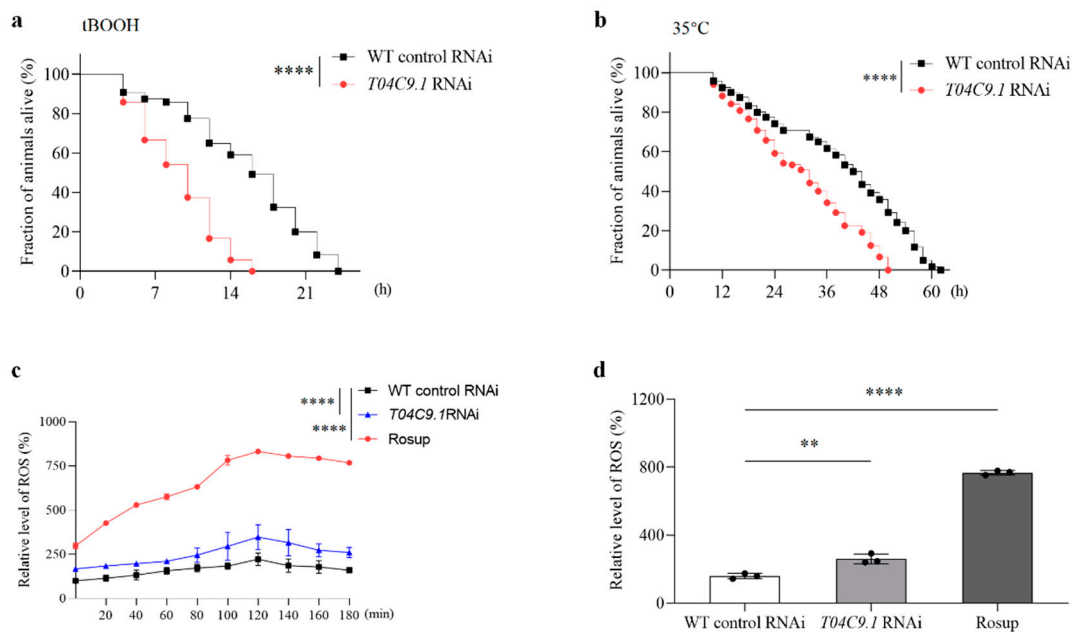 a
tBOOH
WT control RNAi
T04C9.1 RNAi
****
Fraction of animals alive (%)
100
80
60
40
20
0
0 7 14 21 (h)
b
35°C
WT control RNAi
T04C9.1 RNAi
****
Fraction of animals alive (%)
100
80
60
40
20
0
0 12 24 36 48 60 (h)
c
WT control RNAi
T04C9.1RNAi
Rosup
****
****
Relative level of ROS (%)
1000
750
500
250
0
20 40 60 80 100 120 140 160 180 (min)
d
****
**
Relative level of ROS (%)
1200
800
400
0
WT control RNAi T04C9.1 RNAi Rosup